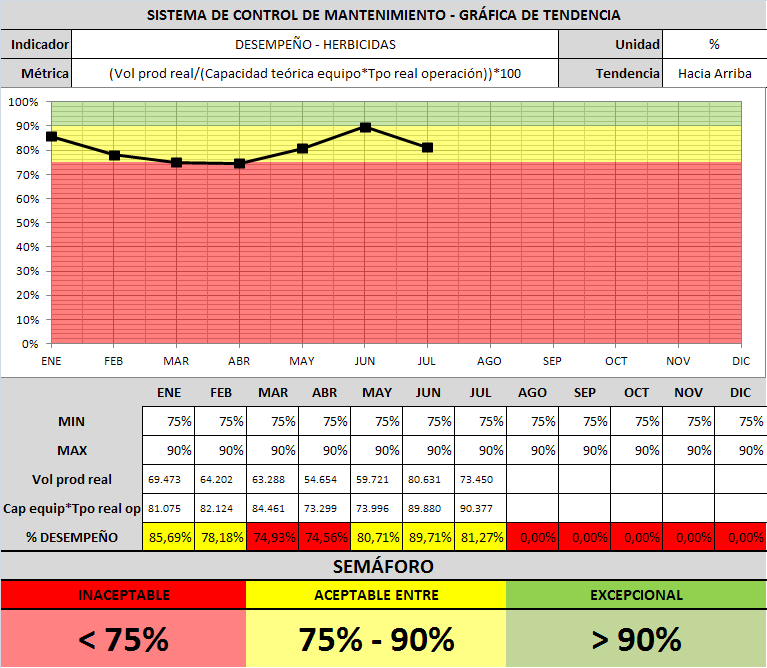 SISTEMA DE CONTROL DE MANTENIMIENTO - GRÁFICA DE TENDENCIA
Indicador DESEMPEÑO - HERBICIDAS Unidad %
Métrica (Vol prod real/(Capacidad teórica equipo*Tpo real operación))*100 Tendencia Hacia Arriba
100%
90%
80%
70%
60%
50%
40%
30%
20%
10%
0%
ENE FEB MAR ABR MAY JUN JUL AGO SEP OCT NOV DIC
ENE FEB MAR ABR MAY JUN JUL AGO SEP OCT NOV DIC
MIN 75% 75% 75% 75% 75% 75% 75% 75% 75% 75% 75% 75%
MAX 90% 90% 90% 90% 90% 90% 90% 90% 90% 90% 90% 90%
Vol prod real 69.473 64.202 63.288 54.654 59.721 80.631 73.450
Cap equip*Tpo real op 81.075 82.124 84.461 73.299 73.996 89.880 90.377
% DESEMPEÑO 85,69% 78,18% 74,93% 74,56% 80,71% 89,71% 81,27% 0,00% 0,00% 0,00% 0,00% 0,00%
SEMÁFORO
INACEPTABLE ACEPTABLE ENTRE EXCEPCIONAL
< 75% 75% - 90% > 90%